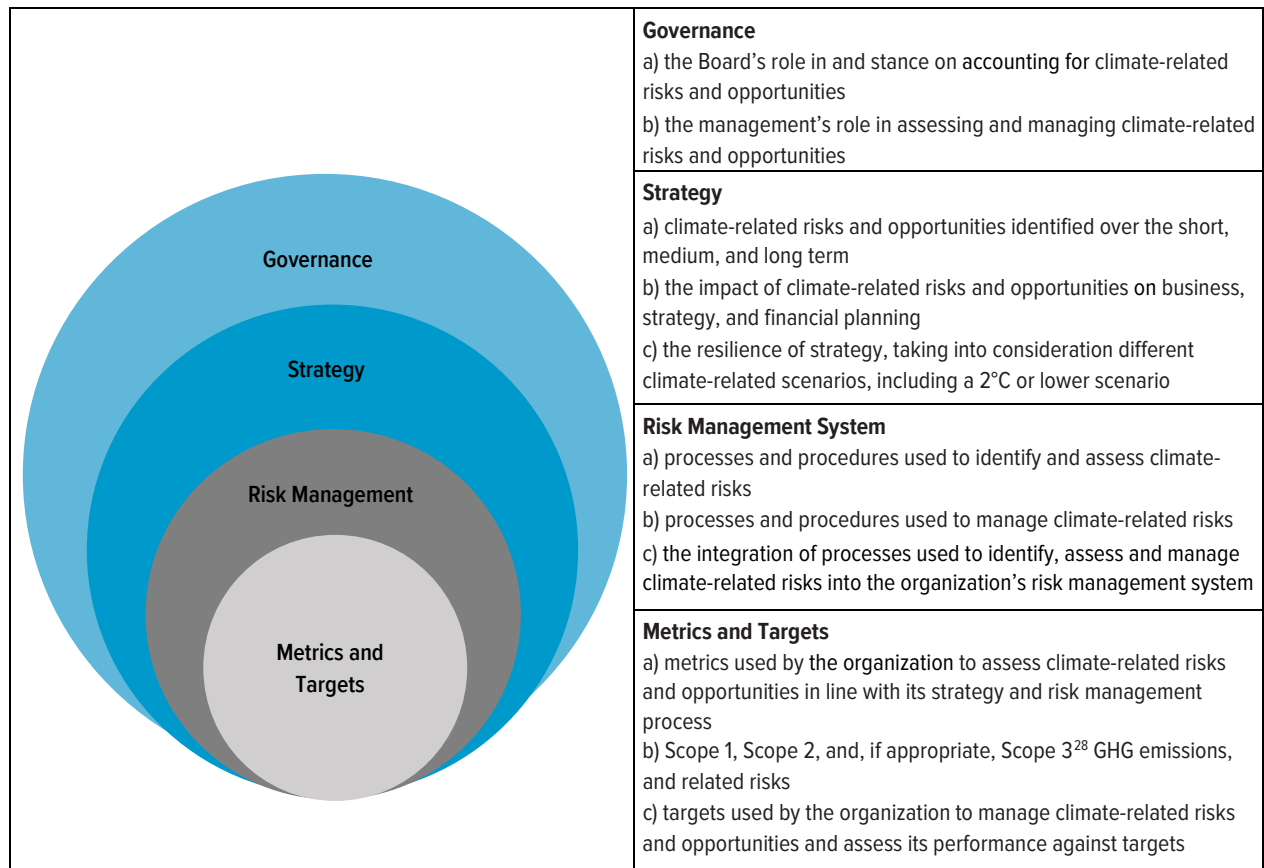 Governance
Strategy
Risk Management
Metrics and
Targets
Governance
a) the Board’s role in and stance on accounting for climate-related
risks and opportunities
b) the management’s role in assessing and managing climate-related
risks and opportunities
Strategy
a) climate-related risks and opportunities identified over the short,
medium, and long term
b) the impact of climate-related risks and opportunities on business,
strategy, and financial planning
c) the resilience of strategy, taking into consideration different
climate-related scenarios, including a 2°C or lower scenario
Risk Management System
a) processes and procedures used to identify and assess climate-
related risks
b) processes and procedures used to manage climate-related risks
c) the integration of processes used to identify, assess and manage
climate-related risks into the organization’s risk management system
Metrics and Targets
a) metrics used by the organization to assess climate-related risks
and opportunities in line with its strategy and risk management
process
b) Scope 1, Scope 2, and, if appropriate, Scope 3²⁸ GHG emissions,
and related risks
c) targets used by the organization to manage climate-related risks
and opportunities and assess its performance against targets